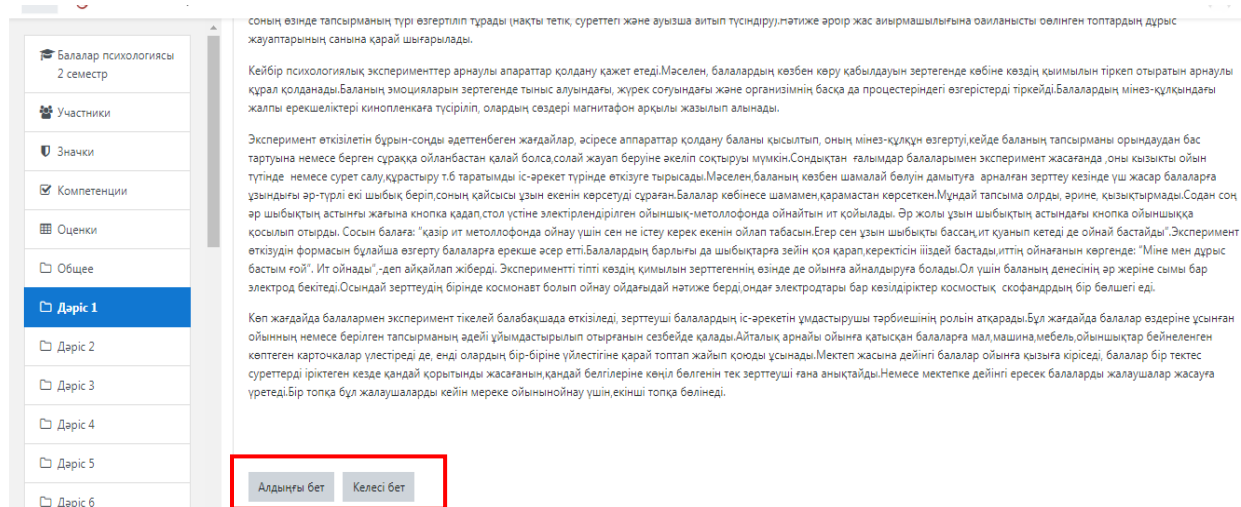 соның өзінде тапсырманың түрі өзгертіліп тұрады (нақты тетік, суреттегі және ауызша айтып түсіндіру).Нәтиже әрбір жас айырмашылығына байланысты бөлінген топтардың дұрыс
жауаптарының санына қарай шығарылады.
Балалар психологиясы
2 семестр
Участники
Значки
Компетенции
Оценки
Общее
Дәріс 1
Дәріс 2
Дәріс 3
Дәріс 4
Дәріс 5
Дәріс 6
Кейбір психологиялық эксперименттер арнаулы апараттар қолдану қажет етеді.Мәселен, балалардың көзбен көру қабылдауын зертегенде көбіне көздің қыимылын тіркеп отыратын арнаулы
құрал қолданады.Баланың эмоцияларын зертегенде тыныс алуындағы, жүрек соғуындағы және организімнің басқа да процестеріндегі өзгерістерді тіркейді.Балалардың мінез-құлқындағы
жалпы ерекшеліктері кинопленкаға түсіріліп, олардың сөздері магнитафон арқылы жазылып алынады.
Эксперимент өткізілетін бұрын-соңды әдеттенбеген жағдайлар, әсіресе аппараттар қолдану баланы қысылтып, оның мінез-құлқұн өзгертуі,кейде баланың тапсырманы орындаудан бас
тартуына немесе берген сұраққа ойланбастан қалай болса,солай жауап беруіне әкеліп соқтыруы мүмкін.Сондықтан ғалымдар балаларымен эксперимент жасағанда ,оны кызыкты ойын
түтінде немесе сурет салу,құрастыру т.б таратымды іс-әрекет түрінде өткізуге тырысады.Мәселен,баланың көзбен шамалай бөлуін дамытуға арналған зерттеу кезінде үш жасар балаларға
ұзындығы әр-түрлі екі шыбық беріп,соның қайсысы ұзын екенін көрсетуді сұраған.Балалар көбінесе шамамен,қарамастан көрсеткен.Мұндай тапсыма олрды, әрине, қызықтырмады.Содан соң
әр шыбықтың астынғы жағына кнопка қадап,стол үстіне электірлендірілген ойыншық-метоллофонда ойнайтын ит қойылады. Әр жолы ұзын шыбықтың астындағы кнопка ойыншыққа
қосылып отырды. Сосын балаға: "қазір ит метоллофонда ойнау үшін сен не істеу керек екенін ойлап табасын.Егер сен ұзын шыбықты бассаң,ит қуанып кетеді де ойнай бастайды".Эксперимент
өткізудін формасын бұлайша өзгерту балаларға ерекше әсер етті.Балалардың барлығы да шыбықтарға зейін қоя қарап,керектісін ііздей бастады,иттің ойнағанын көргенде: "Міне мен дұрыс
бастым ғой". Ит ойнады",-деп айқайлап жіберді. Экспериментті тіпті көздің қимылын зерттегеннің өзінде де ойынға айналдыруға болады.Ол үшін баланың денесінің әр жеріне сымы бар
электрод бекітеді.Осындай зерттеудің бірінде космонавт болып ойнау ойдағыдай нәтиже берді,ондағ электродтары бар көзілдіріктер космостық скофандрдың бір бөлшегі еді.
Көп жағдайда балалармен эксперимент тікелей балабақшада өткізіледі, зерттеуші балалардың іс-әрекетін ұмдастырушы тәрбиешінің ролын атқарады.Бұл жағдайда балалар өздеріне ұсынған
ойынның немесе берілген тапсырманың әдейі ұйымдастырылып отырғанын сезбейде қалады.Айталық арнайы ойынға қатысқан балаларға мал,машина,мебель,ойыншықтар бейнеленген
көптеген карточкалар үлестіреді де, енді олардың бір-біріне үйлестігіне қарай топтап жайып қоюды ұсынады.Мектеп жасына дейінгі балалар ойынға қызыға кіріседі, балалар бір тектес
суреттерді іріктеген кезде қандай қорытынды жасағанын,қандай белгілеріне көңіл бөлгенін тек зерттеуші ғана анықтайды.Немесе мектепке дейінгі ересек балаларды жалаушалар жасауға
үретеді.Бір топқа бұл жалаушаларды кейін мереке ойынынойнау үшін,екінші топқа бөлінеді.
Алдыңғы бет
Келесі бет